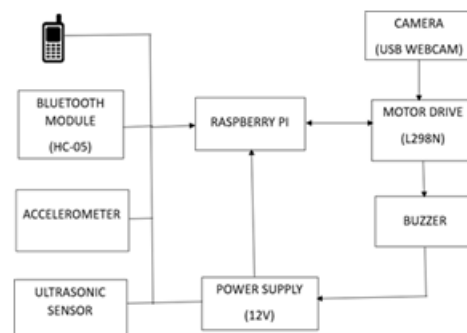 CAMERA
(USB WEBCAM)
BLUETOOTH
MODULE
(HC-05)
RASPBERRY PI
MOTOR DRIVE
(L298N)
ACCELEROMETER
BUZZER
ULTRASONIC
SENSOR
POWER SUPPLY
(12V)